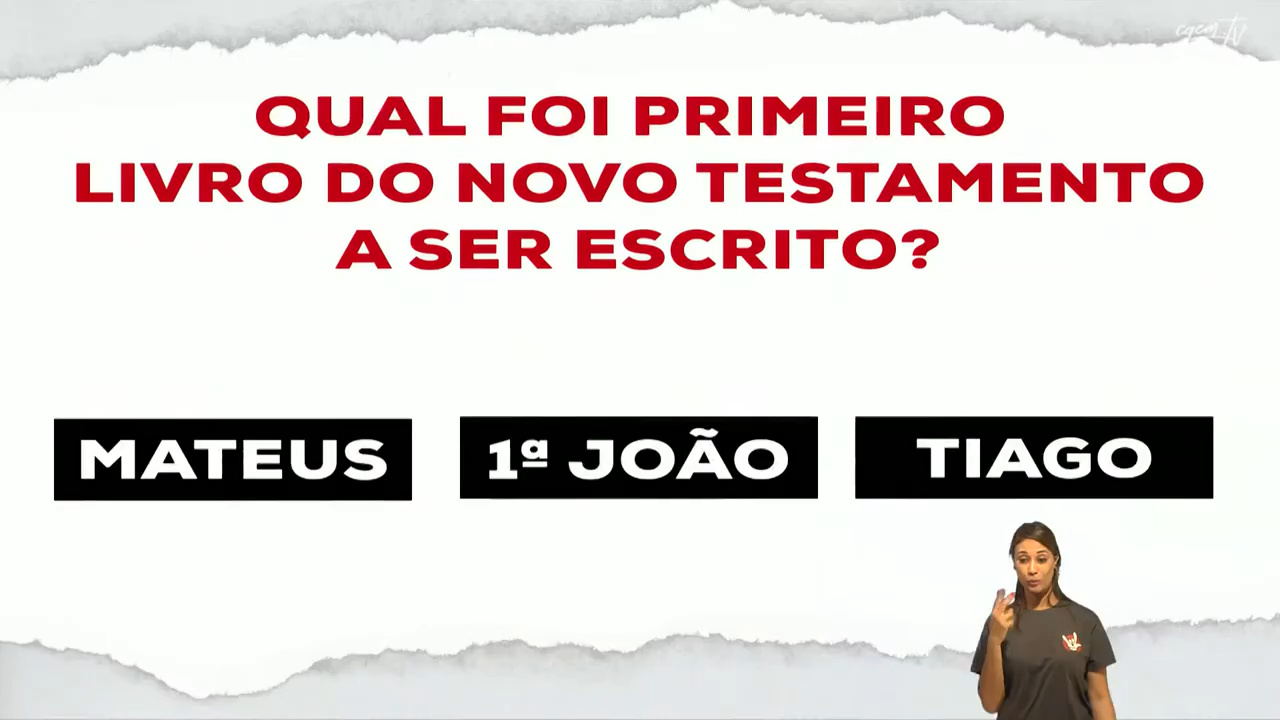 QUAL FOI PRIMEIRO
LIVRO DO NOVO TESTAMENTO
A SER ESCRITO?
MATEUS
1ª JOÃO
TIAGO